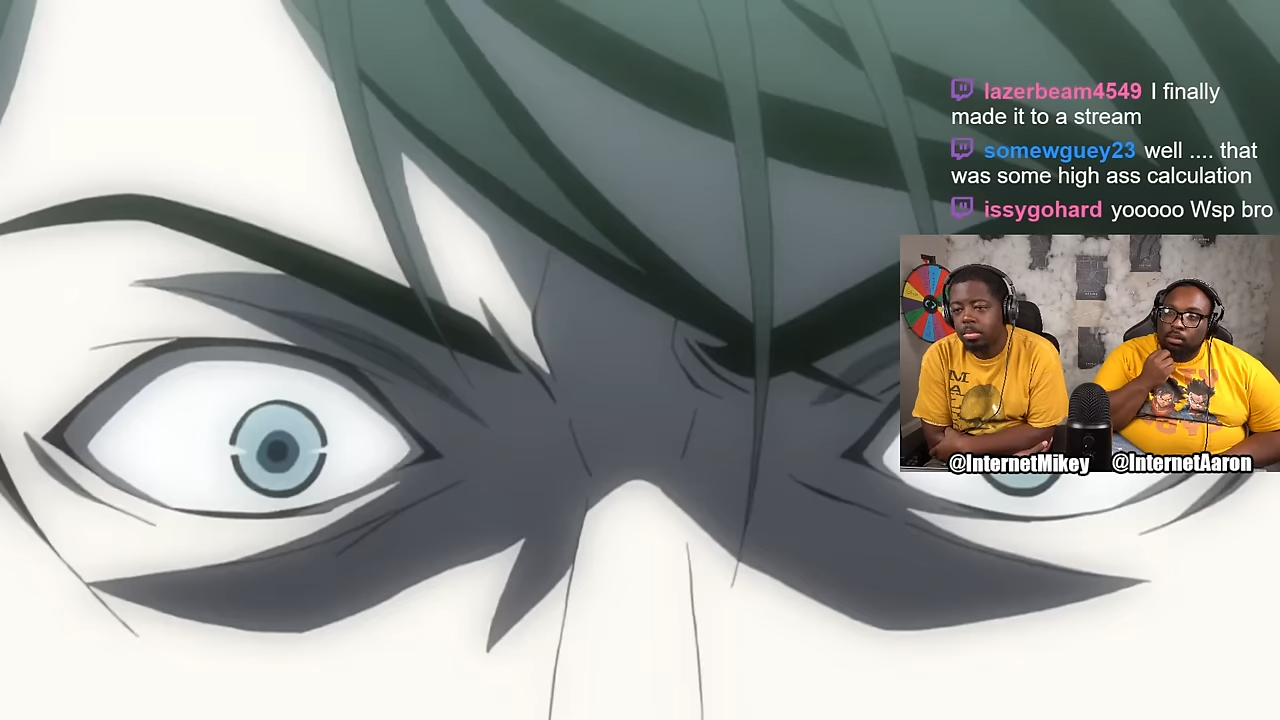 lazerbeam4549 I finally
made it to a stream
somewguey23 well .... that
was some high ass calculation
issygohard yooooo Wsp bro
@InternetMikey
@InternetAaron